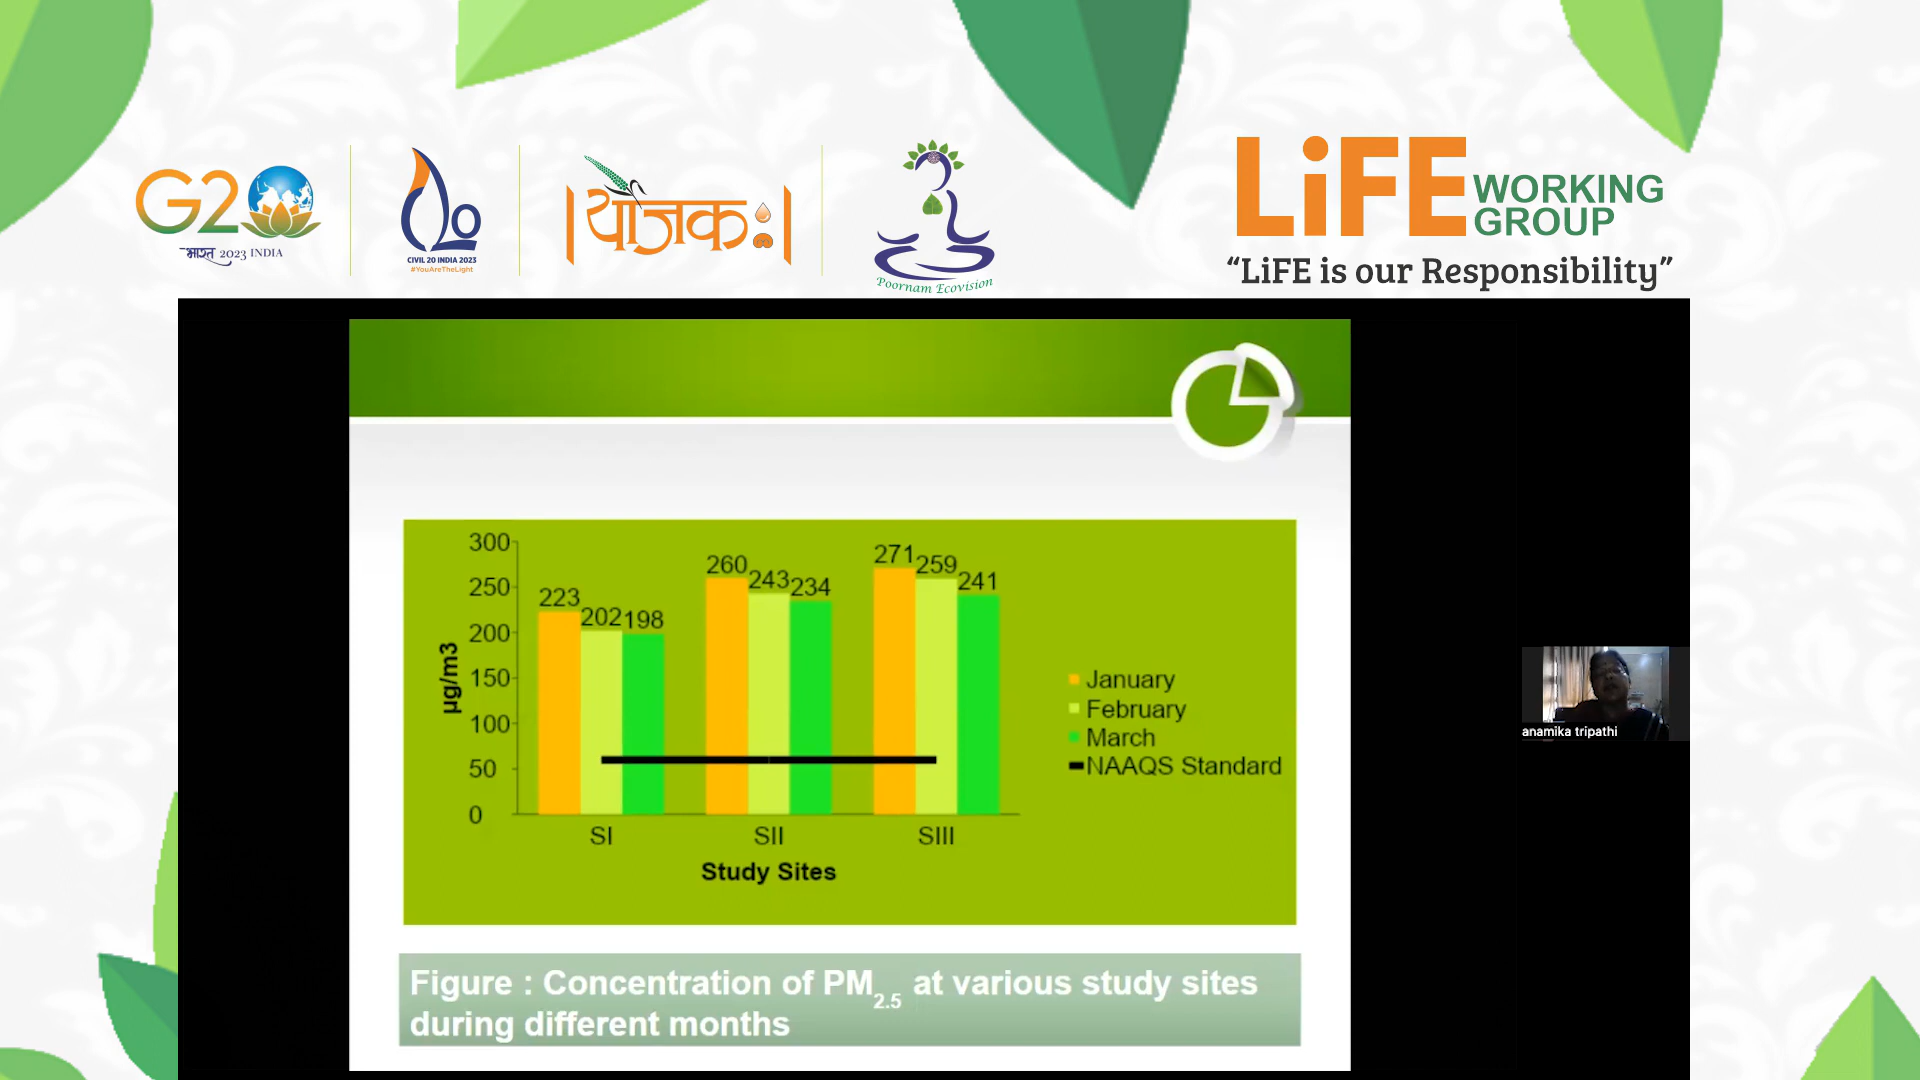 G20
भारत 2023 INDIA
CIVIL 20 INDIA 2023
#YouAreTheLight
योजकः
Poornam Ecovision
LiFE WORKING GROUP
“LiFE is our Responsibility”
300
250
200
150
100
50
0
µg/m3
223
202
198
260
243
234
271
259
241
SI
SII
SIII
Study Sites
January
February
March
NAAQS Standard
anamika tripathi
Figure : Concentration of PM2.5 at various study sites
during different months